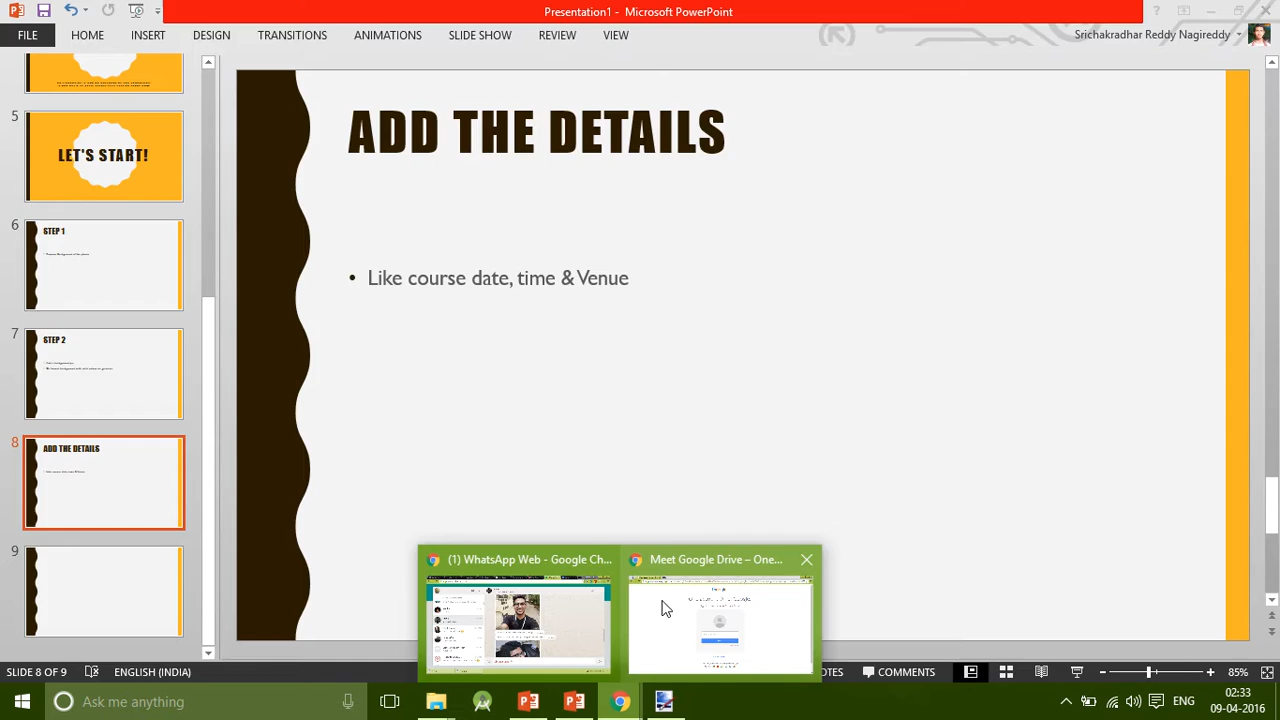 Presentation1 - Microsoft PowerPoint
?
FILE
HOME
INSERT
DESIGN
TRANSITIONS
ANIMATIONS
SLIDE SHOW
REVIEW
VIEW
Srichakradhar Reddy Nagireddy
5
LET'S START!
6
STEP 1
7
STEP 2
8
ADD THE DETAILS
9
ADD THE DETAILS
• Like course date, time & Venue
(1) WhatsApp Web - Google Ch...
Meet Google Drive – One...
SLIDE 8 OF 9
ENGLISH (INDIA)
OTES
COMMENTS
85%
Ask me anything
ENG
02:33
09-04-2016